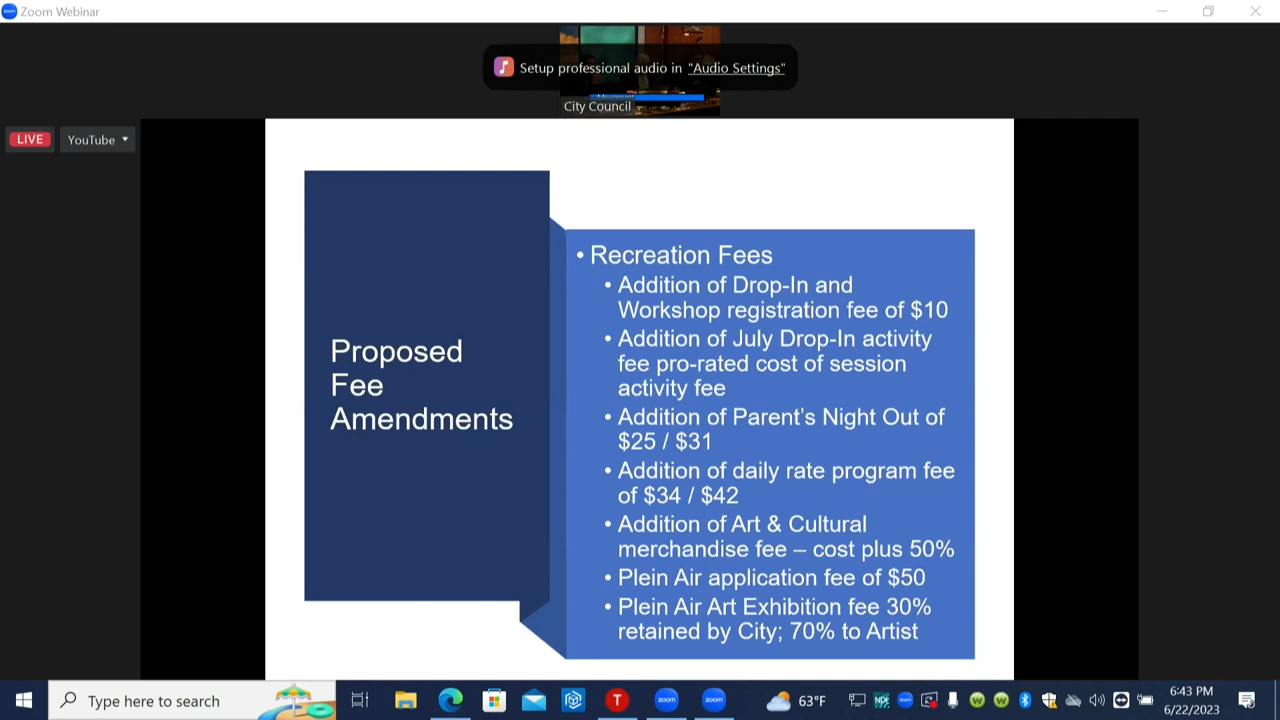 Zoom Webinar
Setup professional audio in "Audio Settings"
City Council
LIVE
YouTube
Proposed
Fee
Amendments
• Recreation Fees
• Addition of Drop-In and
Workshop registration fee of $10
• Addition of July Drop-In activity
fee pro-rated cost of session
activity fee
• Addition of Parent’s Night Out of
$25 / $31
• Addition of daily rate program fee
of $34 / $42
• Addition of Art & Cultural
merchandise fee – cost plus 50%
• Plein Air application fee of $50
• Plein Air Art Exhibition fee 30%
retained by City; 70% to Artist
Type here to search
T
zoom
zoom
63°F
NDF
zoom
W
W
6:43 PM
6/22/2023